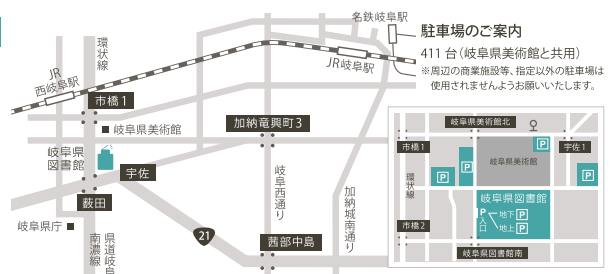 名鉄岐阜駅
環状線
JR
西岐阜駅
JR岐阜駅
市橋1
岐阜県美術館
加納竜興町3
岐阜県
図書館
宇佐
薮田
岐阜県庁
21
岐阜西通り
加納城南通り
茜部中島
県道岐阜
南濃線
駐車場のご案内
411台(岐阜県美術館と共用)
※周辺の商業施設等、指定以外の駐車場は
使用されませんようお願いいたします。
岐阜県美術館北
市橋1
宇佐1
P
P
P
P
岐阜県美術館
環状線
岐阜県図書館
P
入口
地下P
地上P
市橋2
岐阜県図書館南